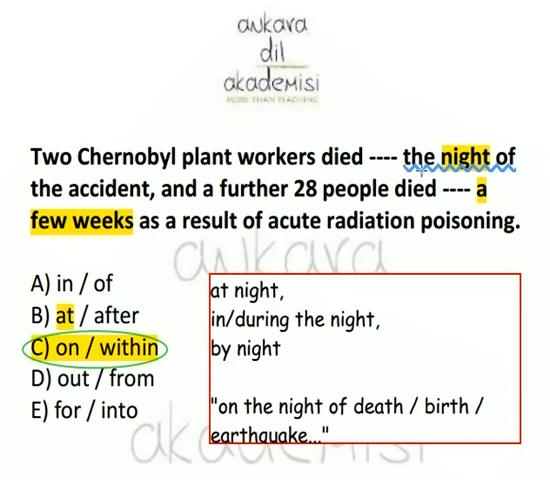 ankara
dil
akademisi
MORE THAN TEACHING
Two Chernobyl plant workers died ---- the night of
the accident, and a further 28 people died ---- a
few weeks as a result of acute radiation poisoning.
ankara
A) in / of
B) at / after
C) on / within
D) out / from
E) for / into
at night,
in/during the night,
by night
"on the night of death / birth /
earthquake..."
akademisi